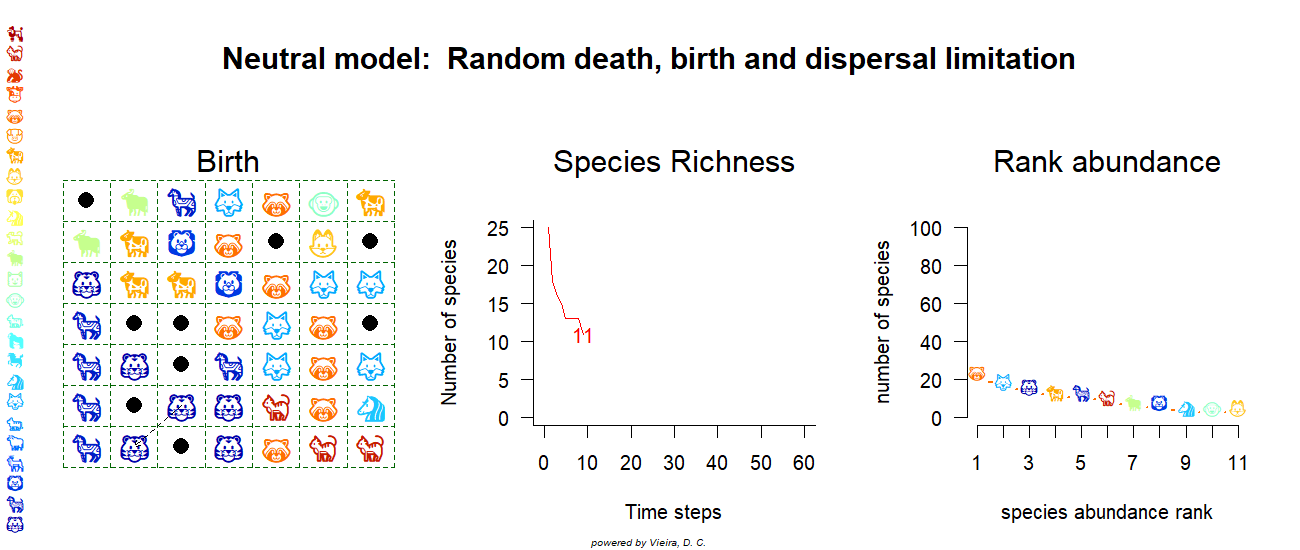 Neutral model:  Random death, birth and dispersal limitation
Birth
Species Richness
Rank abundance
Number of species
25
20
15
10
5
0
11
0 10 20 30 40 50 60
Time steps
number of species
100
80
60
40
20
0
1 3 5 7 9 11
species abundance rank
powered by Vieira, D. C.